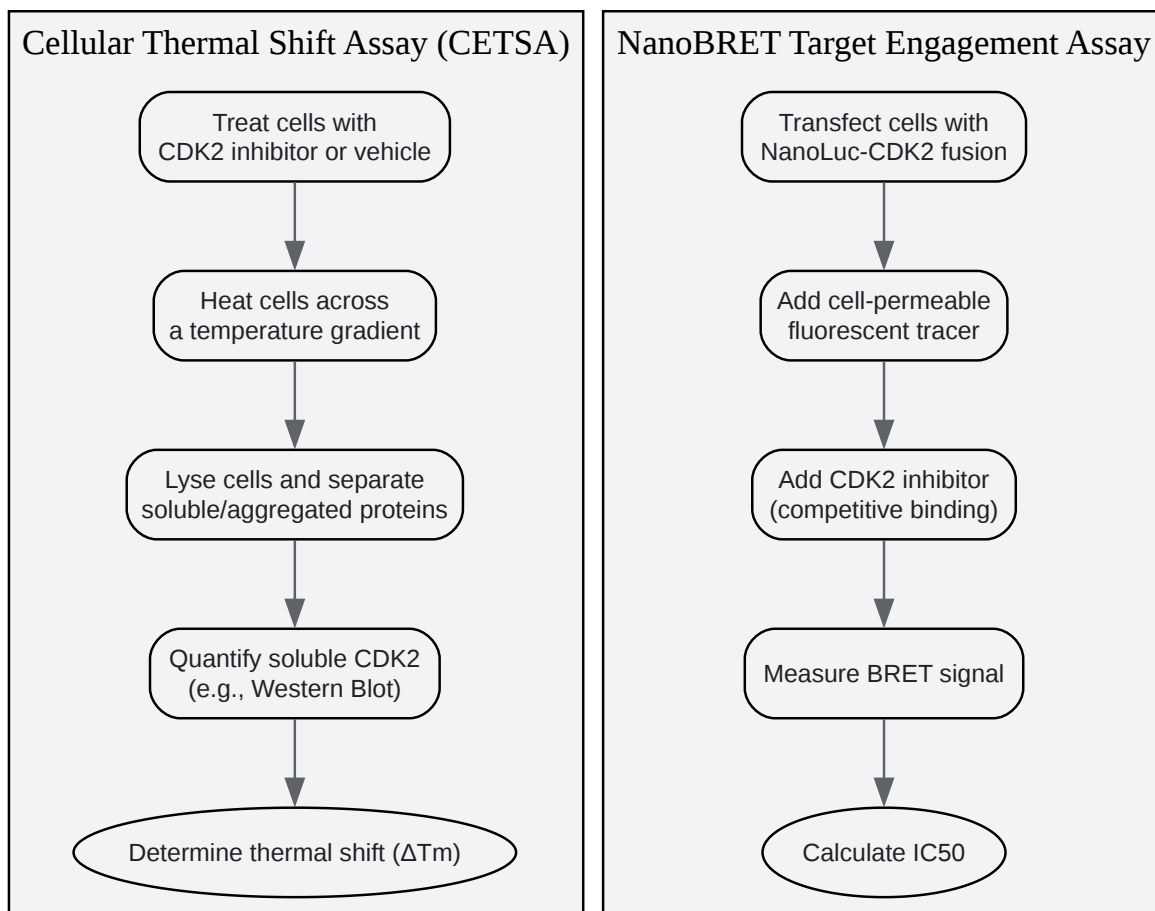 Cellular Thermal Shift Assay (CETSA)
Treat cells with
CDK2 inhibitor or vehicle
Heat cells across
a temperature gradient
Lyse cells and separate
soluble/aggregated proteins
Quantify soluble CDK2
(e.g., Western Blot)
Determine thermal shift (ΔTm)
NanoBRET Target Engagement Assay
Transfect cells with
NanoLuc-CDK2 fusion
Add cell-permeable
fluorescent tracer
Add CDK2 inhibitor
(competitive binding)
Measure BRET signal
Calculate IC50